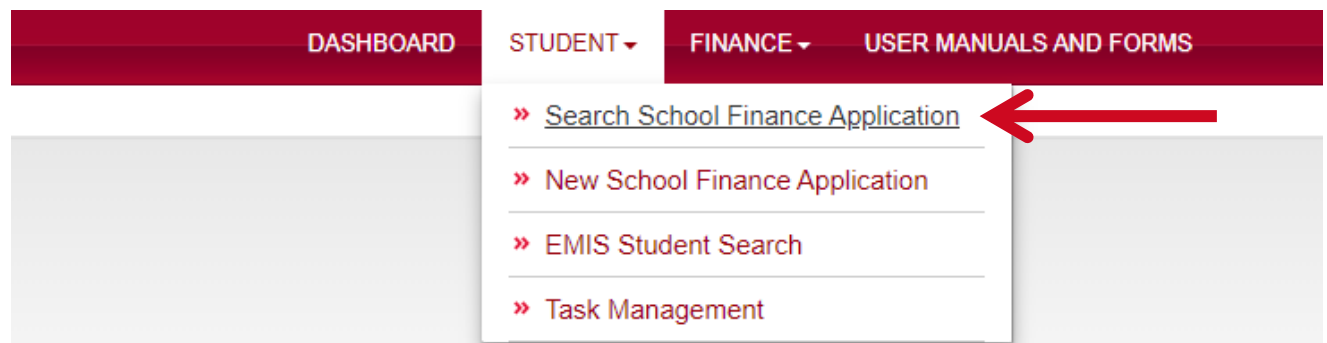 DASHBOARD STUDENT FINANCE USER MANUALS AND FORMS
» Search School Finance Application
» New School Finance Application
» EMIS Student Search
» Task Management